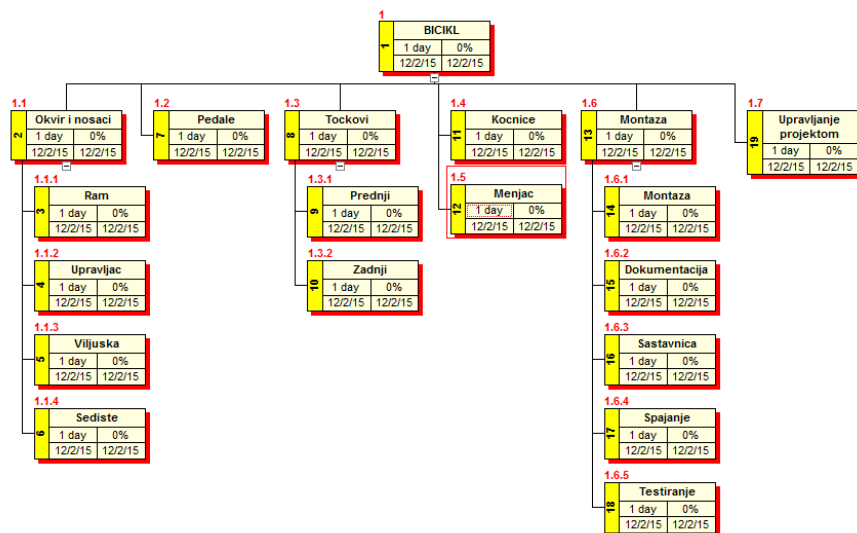 1
BICIKL
1
1 day 0%
12/2/15 12/2/15
1.1
Okvir i nosaci
2
1 day 0%
12/2/15 12/2/15
1.1.1
Ram
3
1 day 0%
12/2/15 12/2/15
1.1.2
Upravljac
4
1 day 0%
12/2/15 12/2/15
1.1.3
Viljuska
5
1 day 0%
12/2/15 12/2/15
1.1.4
Sediste
6
1 day 0%
12/2/15 12/2/15
1.2
Pedale
7
1 day 0%
12/2/15 12/2/15
1.3
Tockovi
8
1 day 0%
12/2/15 12/2/15
1.3.1
Prednji
9
1 day 0%
12/2/15 12/2/15
1.3.2
Zadnji
10
1 day 0%
12/2/15 12/2/15
1.4
Kocnice
11
1 day 0%
12/2/15 12/2/15
1.5
Menjac
12
1 day 0%
12/2/15 12/2/15
1.6
Montaza
13
1 day 0%
12/2/15 12/2/15
1.6.1
Montaza
14
1 day 0%
12/2/15 12/2/15
1.6.2
Dokumentacija
15
1 day 0%
12/2/15 12/2/15
1.6.3
Sastavnica
16
1 day 0%
12/2/15 12/2/15
1.6.4
Spajanje
17
1 day 0%
12/2/15 12/2/15
1.6.5
Testiranje
18
1 day 0%
12/2/15 12/2/15
1.7
Upravljanje
projektom
19
1 day 0%
12/2/15 12/2/15